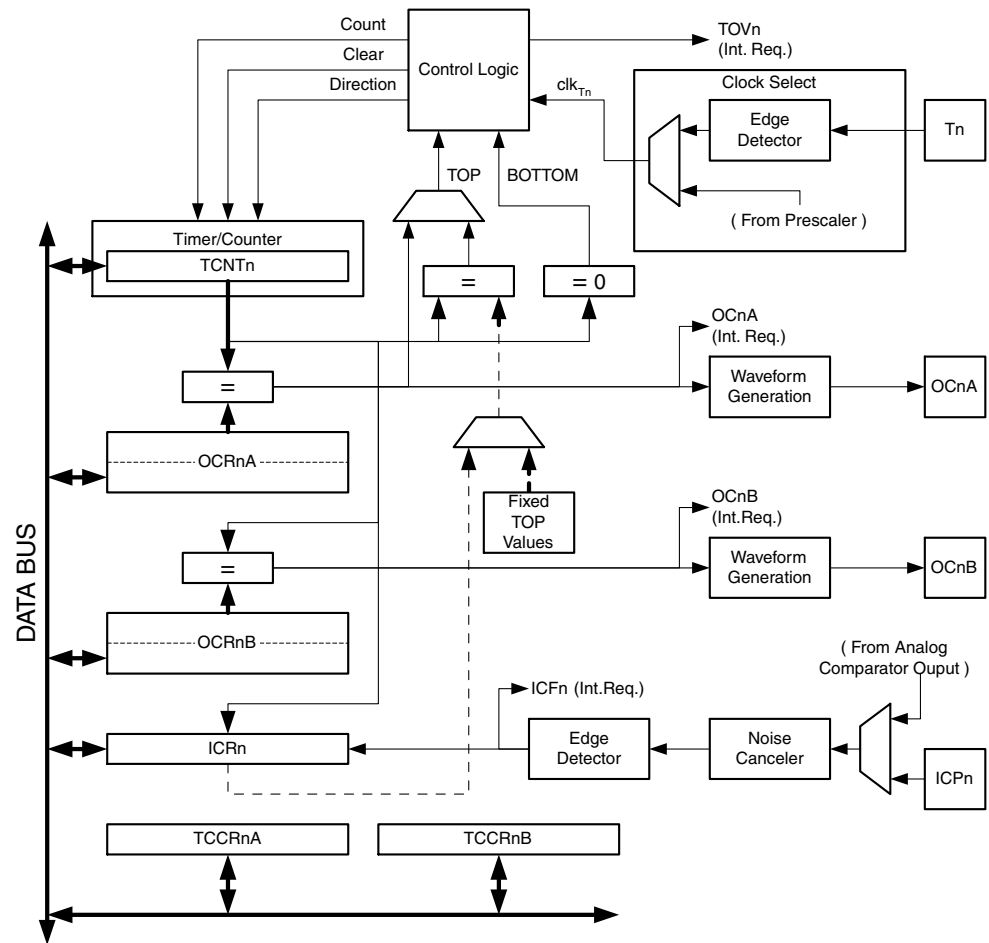 Count
Clear
Direction
Control Logic
TOVn
(Int. Req.)
clkTn
Clock Select
Edge
Detector
Tn
( From Prescaler )
TOP
BOTTOM
Timer/Counter
TCNTn
=
= 0
OCnA
(Int. Req.)
=
Waveform
Generation
OCnA
OCRnA
Fixed
TOP
Values
OCnB
(Int.Req.)
=
Waveform
Generation
OCnB
OCRnB
DATA BUS
( From Analog
Comparator Ouput )
ICFn (Int.Req.)
ICRn
Edge
Detector
Noise
Canceler
ICPn
TCCRnA
TCCRnB